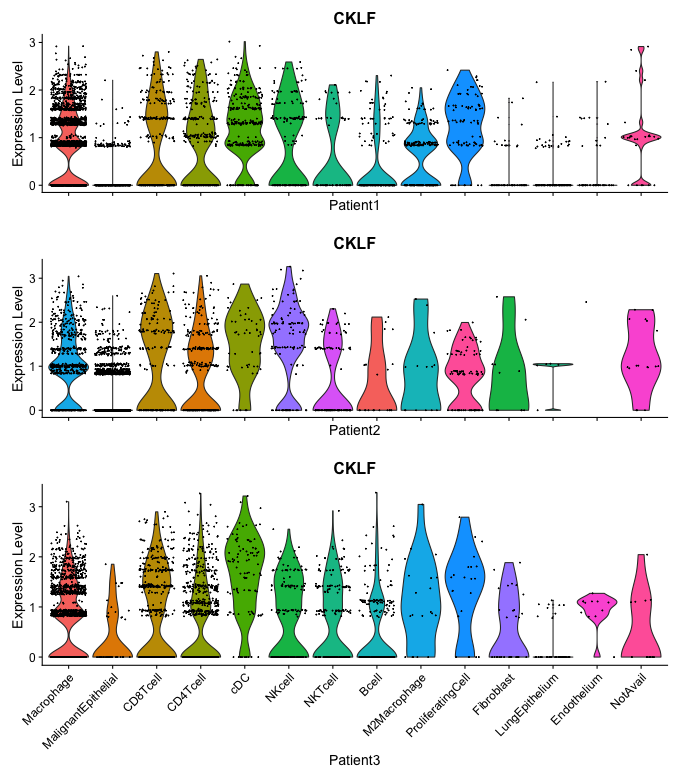 CKLF
Expression Level
3
2
1
0
Patient1
CKLF
Expression Level
3
2
1
0
Patient2
CKLF
Expression Level
3
2
1
0
Macrophage
MalignantEpithelial
CD8Tcell
CD4Tcell
cDC
NKcell
NKTcell
Bcell
M2Macrophage
ProliferatingCell
Fibroblast
LungEpithelium
Endothelium
NotAvail
Patient3